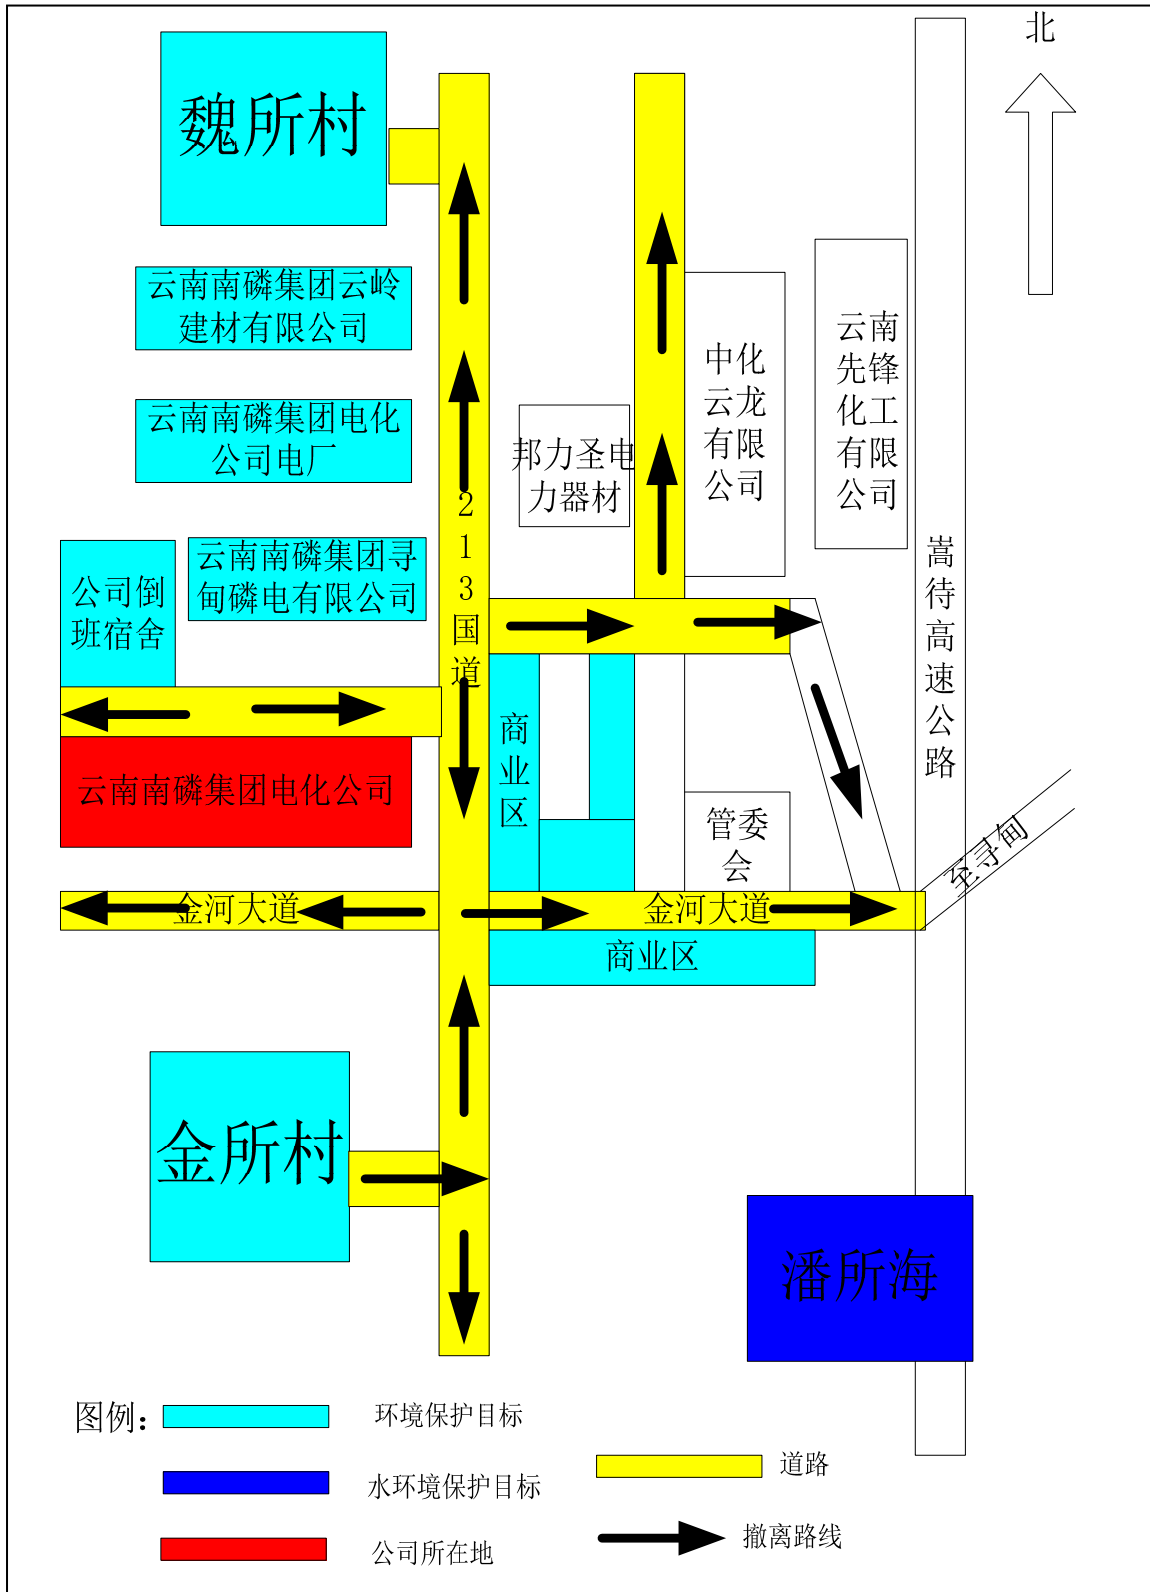 北
魏所村
云南南磷集团云岭
建材有限公司
云南南磷集团电化
公司电厂
邦力圣电
力器材
中化
云龙
有限
公司
云南
先锋
化工
有限
公司
213国道
嵩待高速公路
公司倒
班宿舍
云南南磷集团寻
甸磷电有限公司
商业区
云南南磷集团电化公司
管委
会
至寻甸
金河大道
金河大道
商业区
金所村
潘所海
图例：
环境保护目标
道路
水环境保护目标
撤离路线
公司所在地